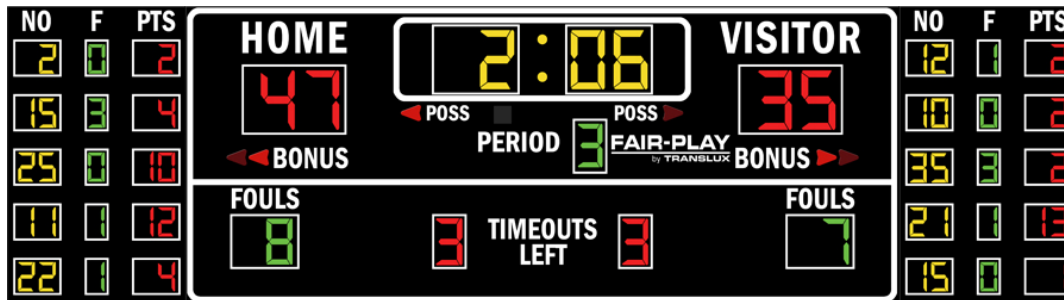 NO F PTS
2 0 2
15 3 4
25 0 10
11 1 12
22 1 4
HOME
47
2:06
VISITOR
35
POSS POSS
PERIOD 3
FAIR-PLAY
by TRANSLUX
BONUS BONUS
FOULS
8
3 TIMEOUTS LEFT 3
FOULS
7
NO F PTS
12 1 2
10 0 2
35 3 2
21 1 13
15 0